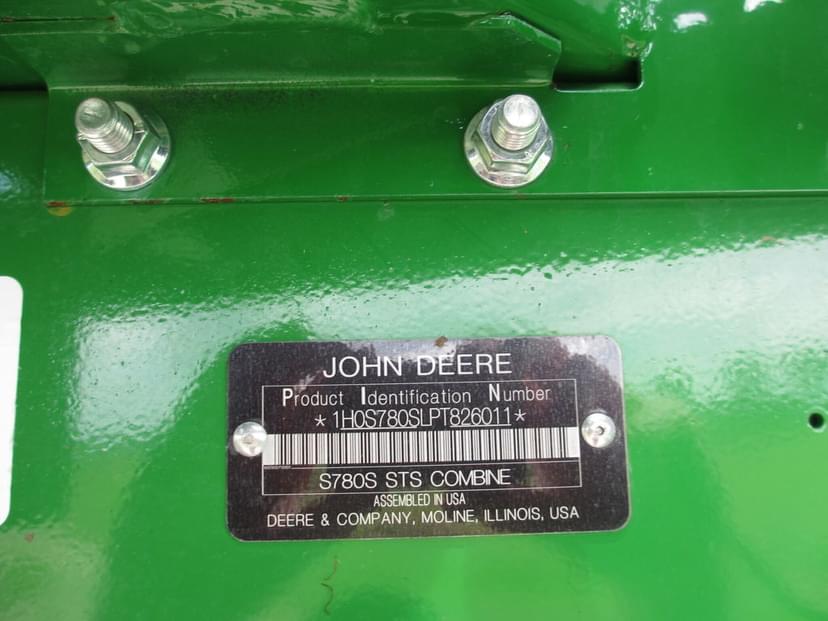 JOHN DEERE
Product Identification Number
*1H0S780SLPT826011*
S780S STS COMBINE
ASSEMBLED IN USA
DEERE & COMPANY, MOLINE, ILLINOIS, USA